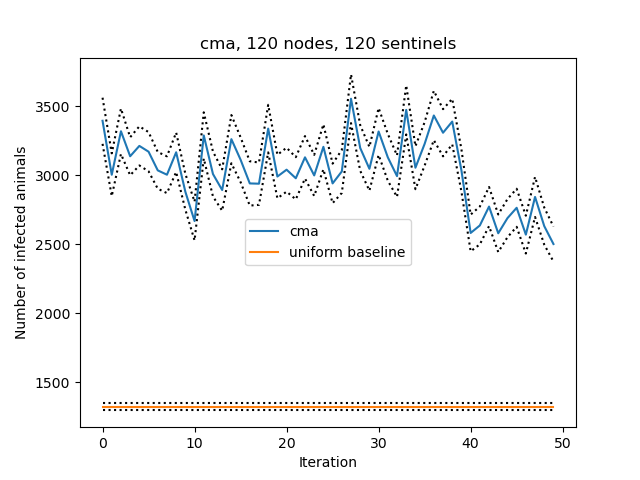 cma, 120 nodes, 120 sentinels
3500
3000
2500
2000
1500
Number of infected animals
cma
uniform baseline
0
10
20
30
40
50
Iteration